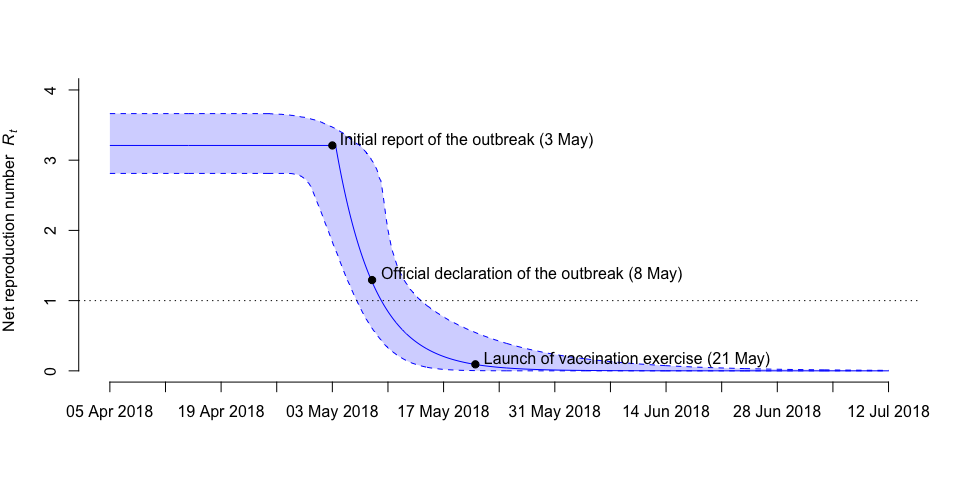 Net reproduction number Rt
4
3
2
1
0
Initial report of the outbreak (3 May)
Official declaration of the outbreak (8 May)
Launch of vaccination exercise (21 May)
05 Apr 2018 19 Apr 2018 03 May 2018 17 May 2018 31 May 2018 14 Jun 2018 28 Jun 2018 12 Jul 2018